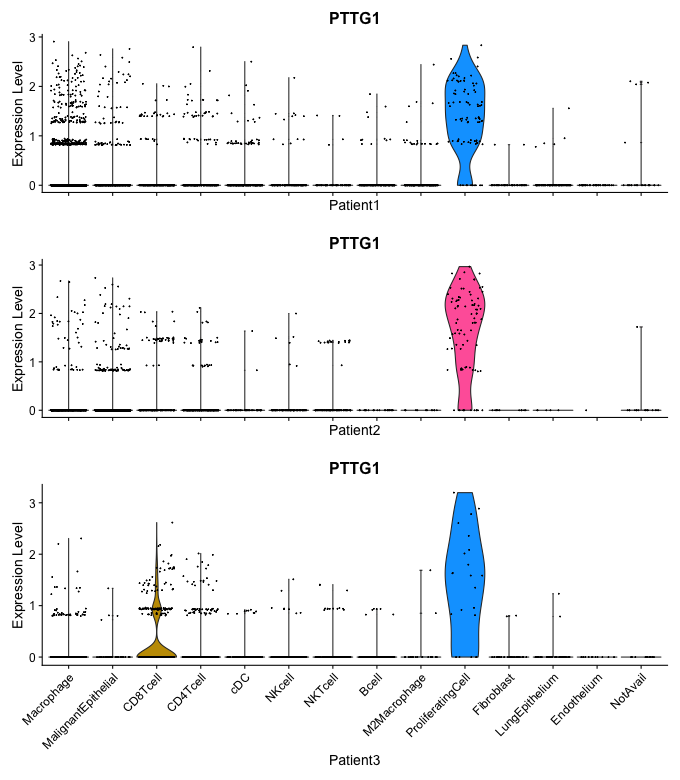 PTTG1
Expression Level
3
2
1
0
Patient1
PTTG1
Expression Level
3
2
1
0
Patient2
PTTG1
Expression Level
3
2
1
0
Macrophage
MalignantEpithelial
CD8Tcell
CD4Tcell
cDC
NKcell
NKTcell
Bcell
M2Macrophage
ProliferatingCell
Fibroblast
LungEpithelium
Endothelium
NotAvail
Patient3